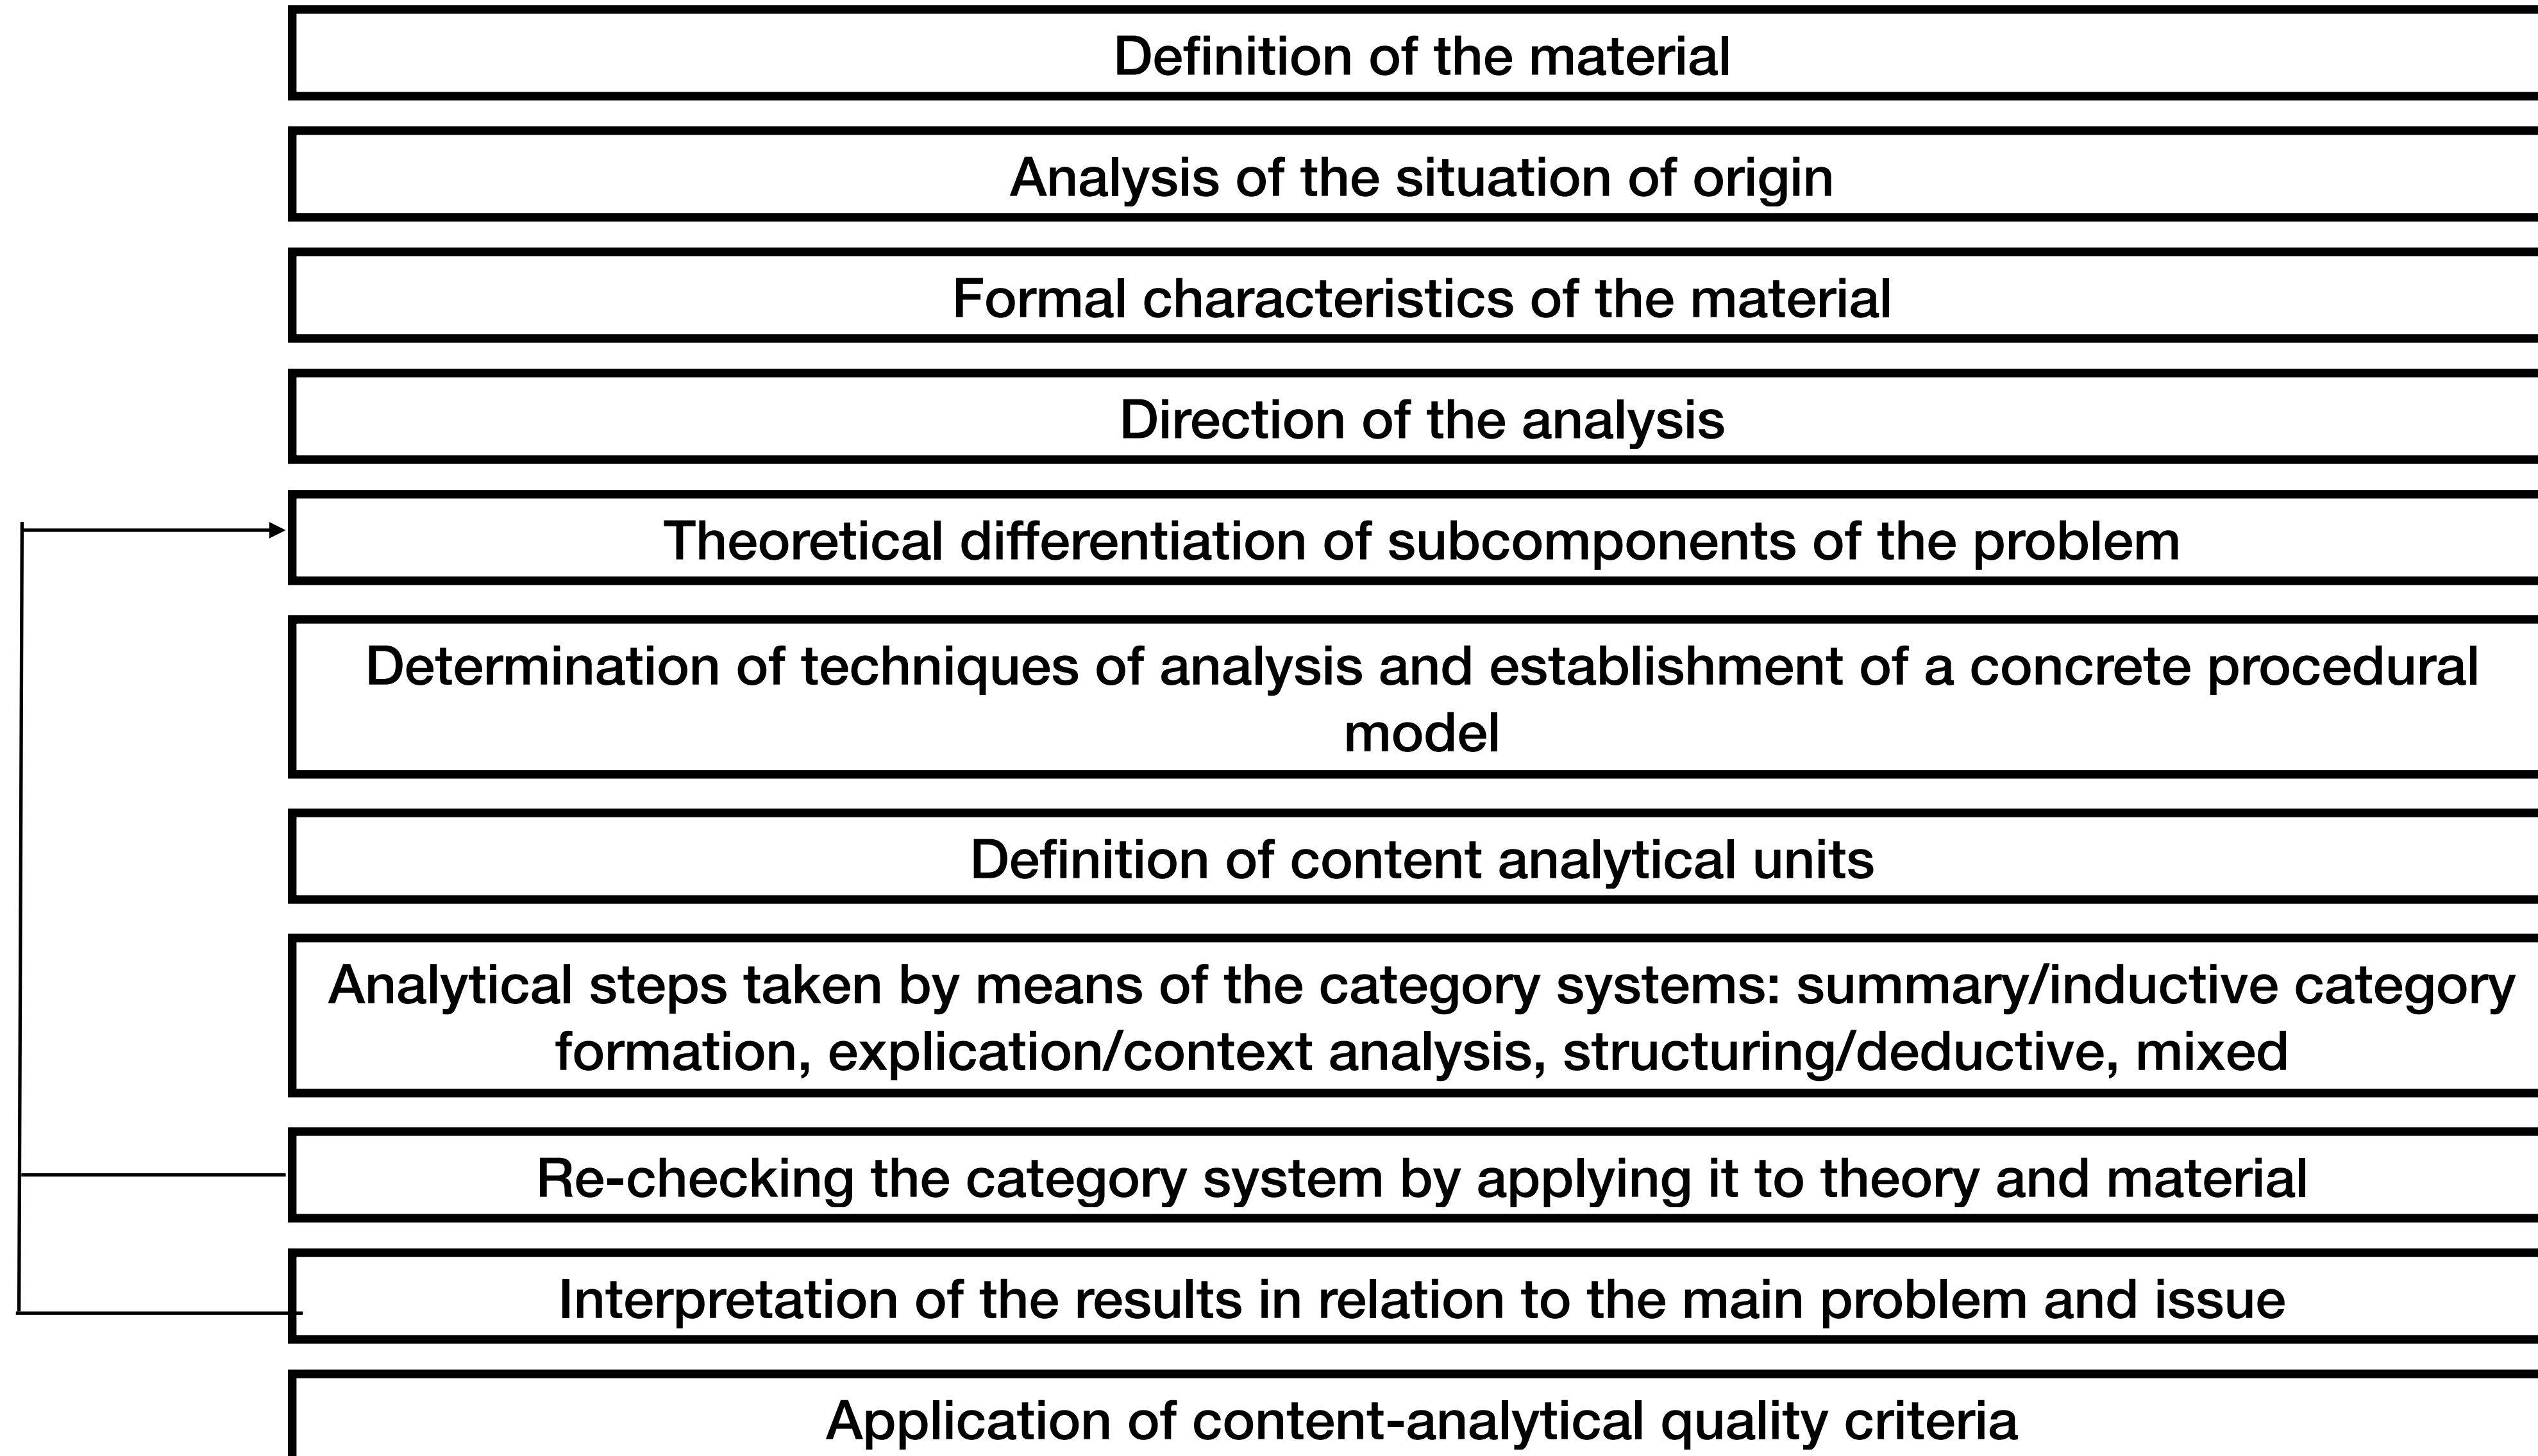 Definition of the material
Analysis of the situation of origin
Formal characteristics of the material
Direction of the analysis
Theoretical differentiation of subcomponents of the problem
Determination of techniques of analysis and establishment of a concrete procedural
model
Definition of content analytical units
Analytical steps taken by means of the category systems: summary/inductive category
formation, explication/context analysis, structuring/deductive, mixed
Re-checking the category system by applying it to theory and material
Interpretation of the results in relation to the main problem and issue
Application of content-analytical quality criteria